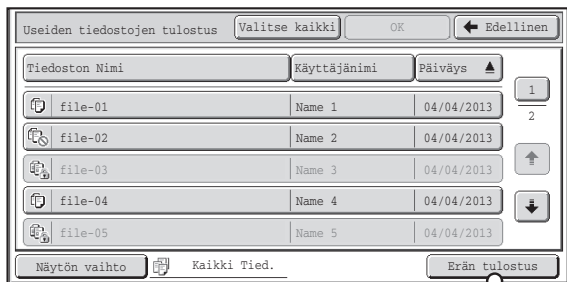 Useiden tiedostojen tulostus Valitse kaikki OK Edellinen
Tiedoston Nimi Käyttäjänimi Päiväys
file-01 Name 1 04/04/2013
file-02 Name 2 04/04/2013
file-03 Name 3 04/04/2013
file-04 Name 4 04/04/2013
file-05 Name 5 04/04/2013
1
2
Näytön vaihto Kaikki Tied. Erän tulostus